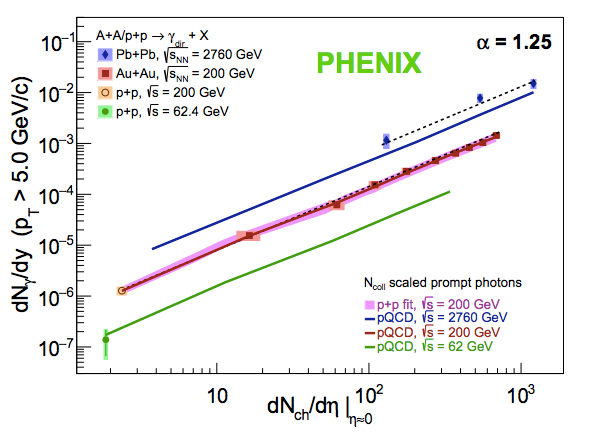 A+A/p+p → γdir + X
Pb+Pb, √sNN = 2760 GeV
Au+Au, √sNN = 200 GeV
p+p, √s = 200 GeV
p+p, √s = 62.4 GeV
PHENIX
α = 1.25
dNγ/dy (pT > 5.0 GeV/c)
10⁻¹
10⁻²
10⁻³
10⁻⁴
10⁻⁵
10⁻⁶
10⁻⁷
Ncoll scaled prompt photons
p+p fit, √s = 200 GeV
pQCD, √s = 2760 GeV
pQCD, √s = 200 GeV
pQCD, √s = 62 GeV
10
10²
10³
dNch/dη |η≈0